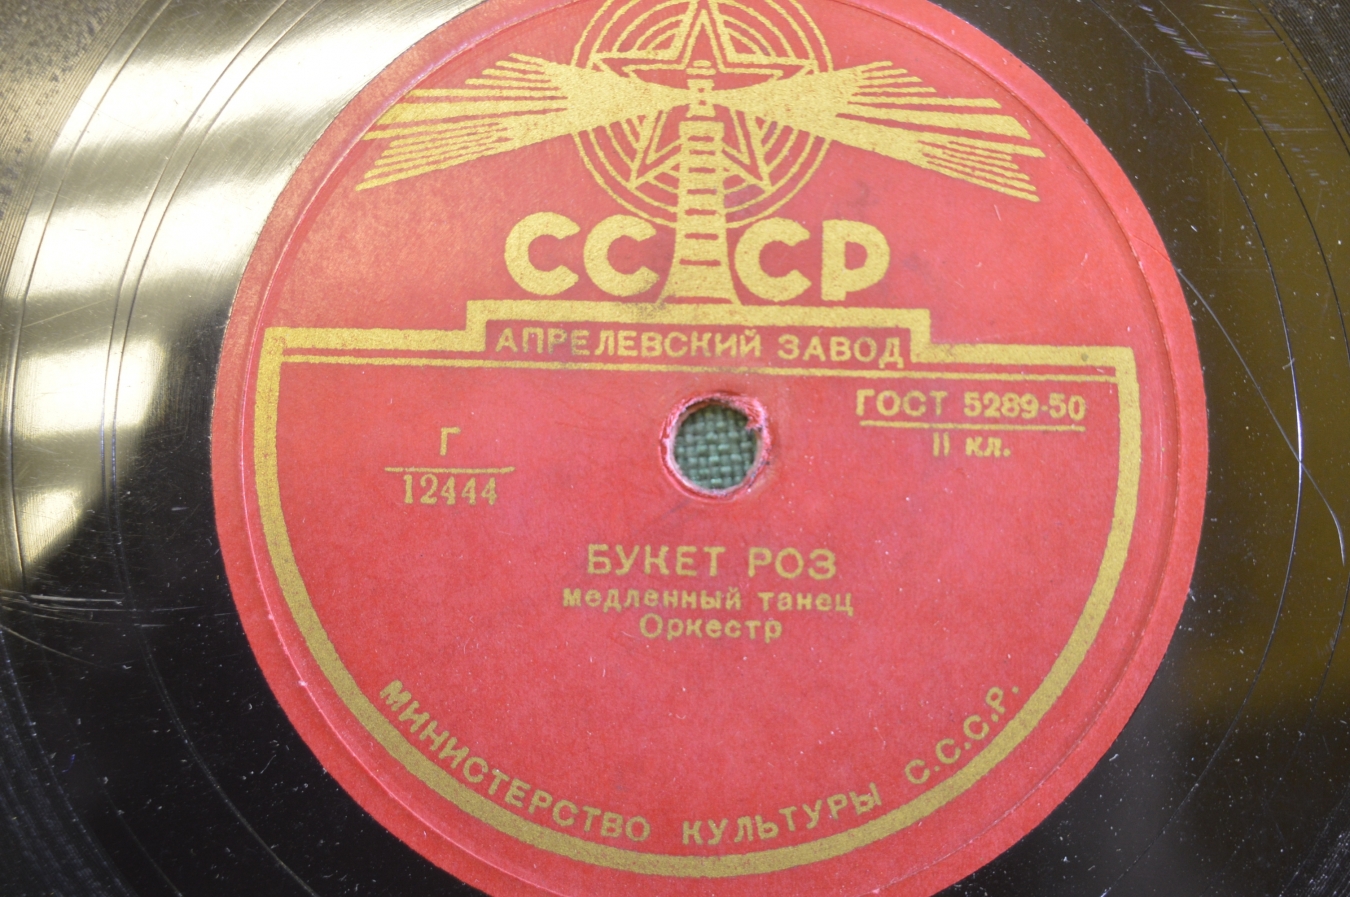 СССР
АПРЕЛЕВСКИЙ ЗАВОД
ГОСТ 5289-50
II кл.
Г
12444
БУКЕТ РОЗ
медленный танец
Оркестр
МИНИСТЕРСТВО КУЛЬТУРЫ С.С.С.Р.